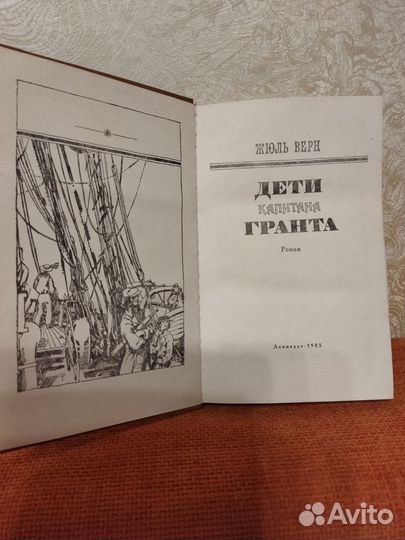 ЖЮЛЬ ВЕРН
ДЕТИ
КАПИТАНА
ГРАНТА
Роман
Лениздат·1985
Avito